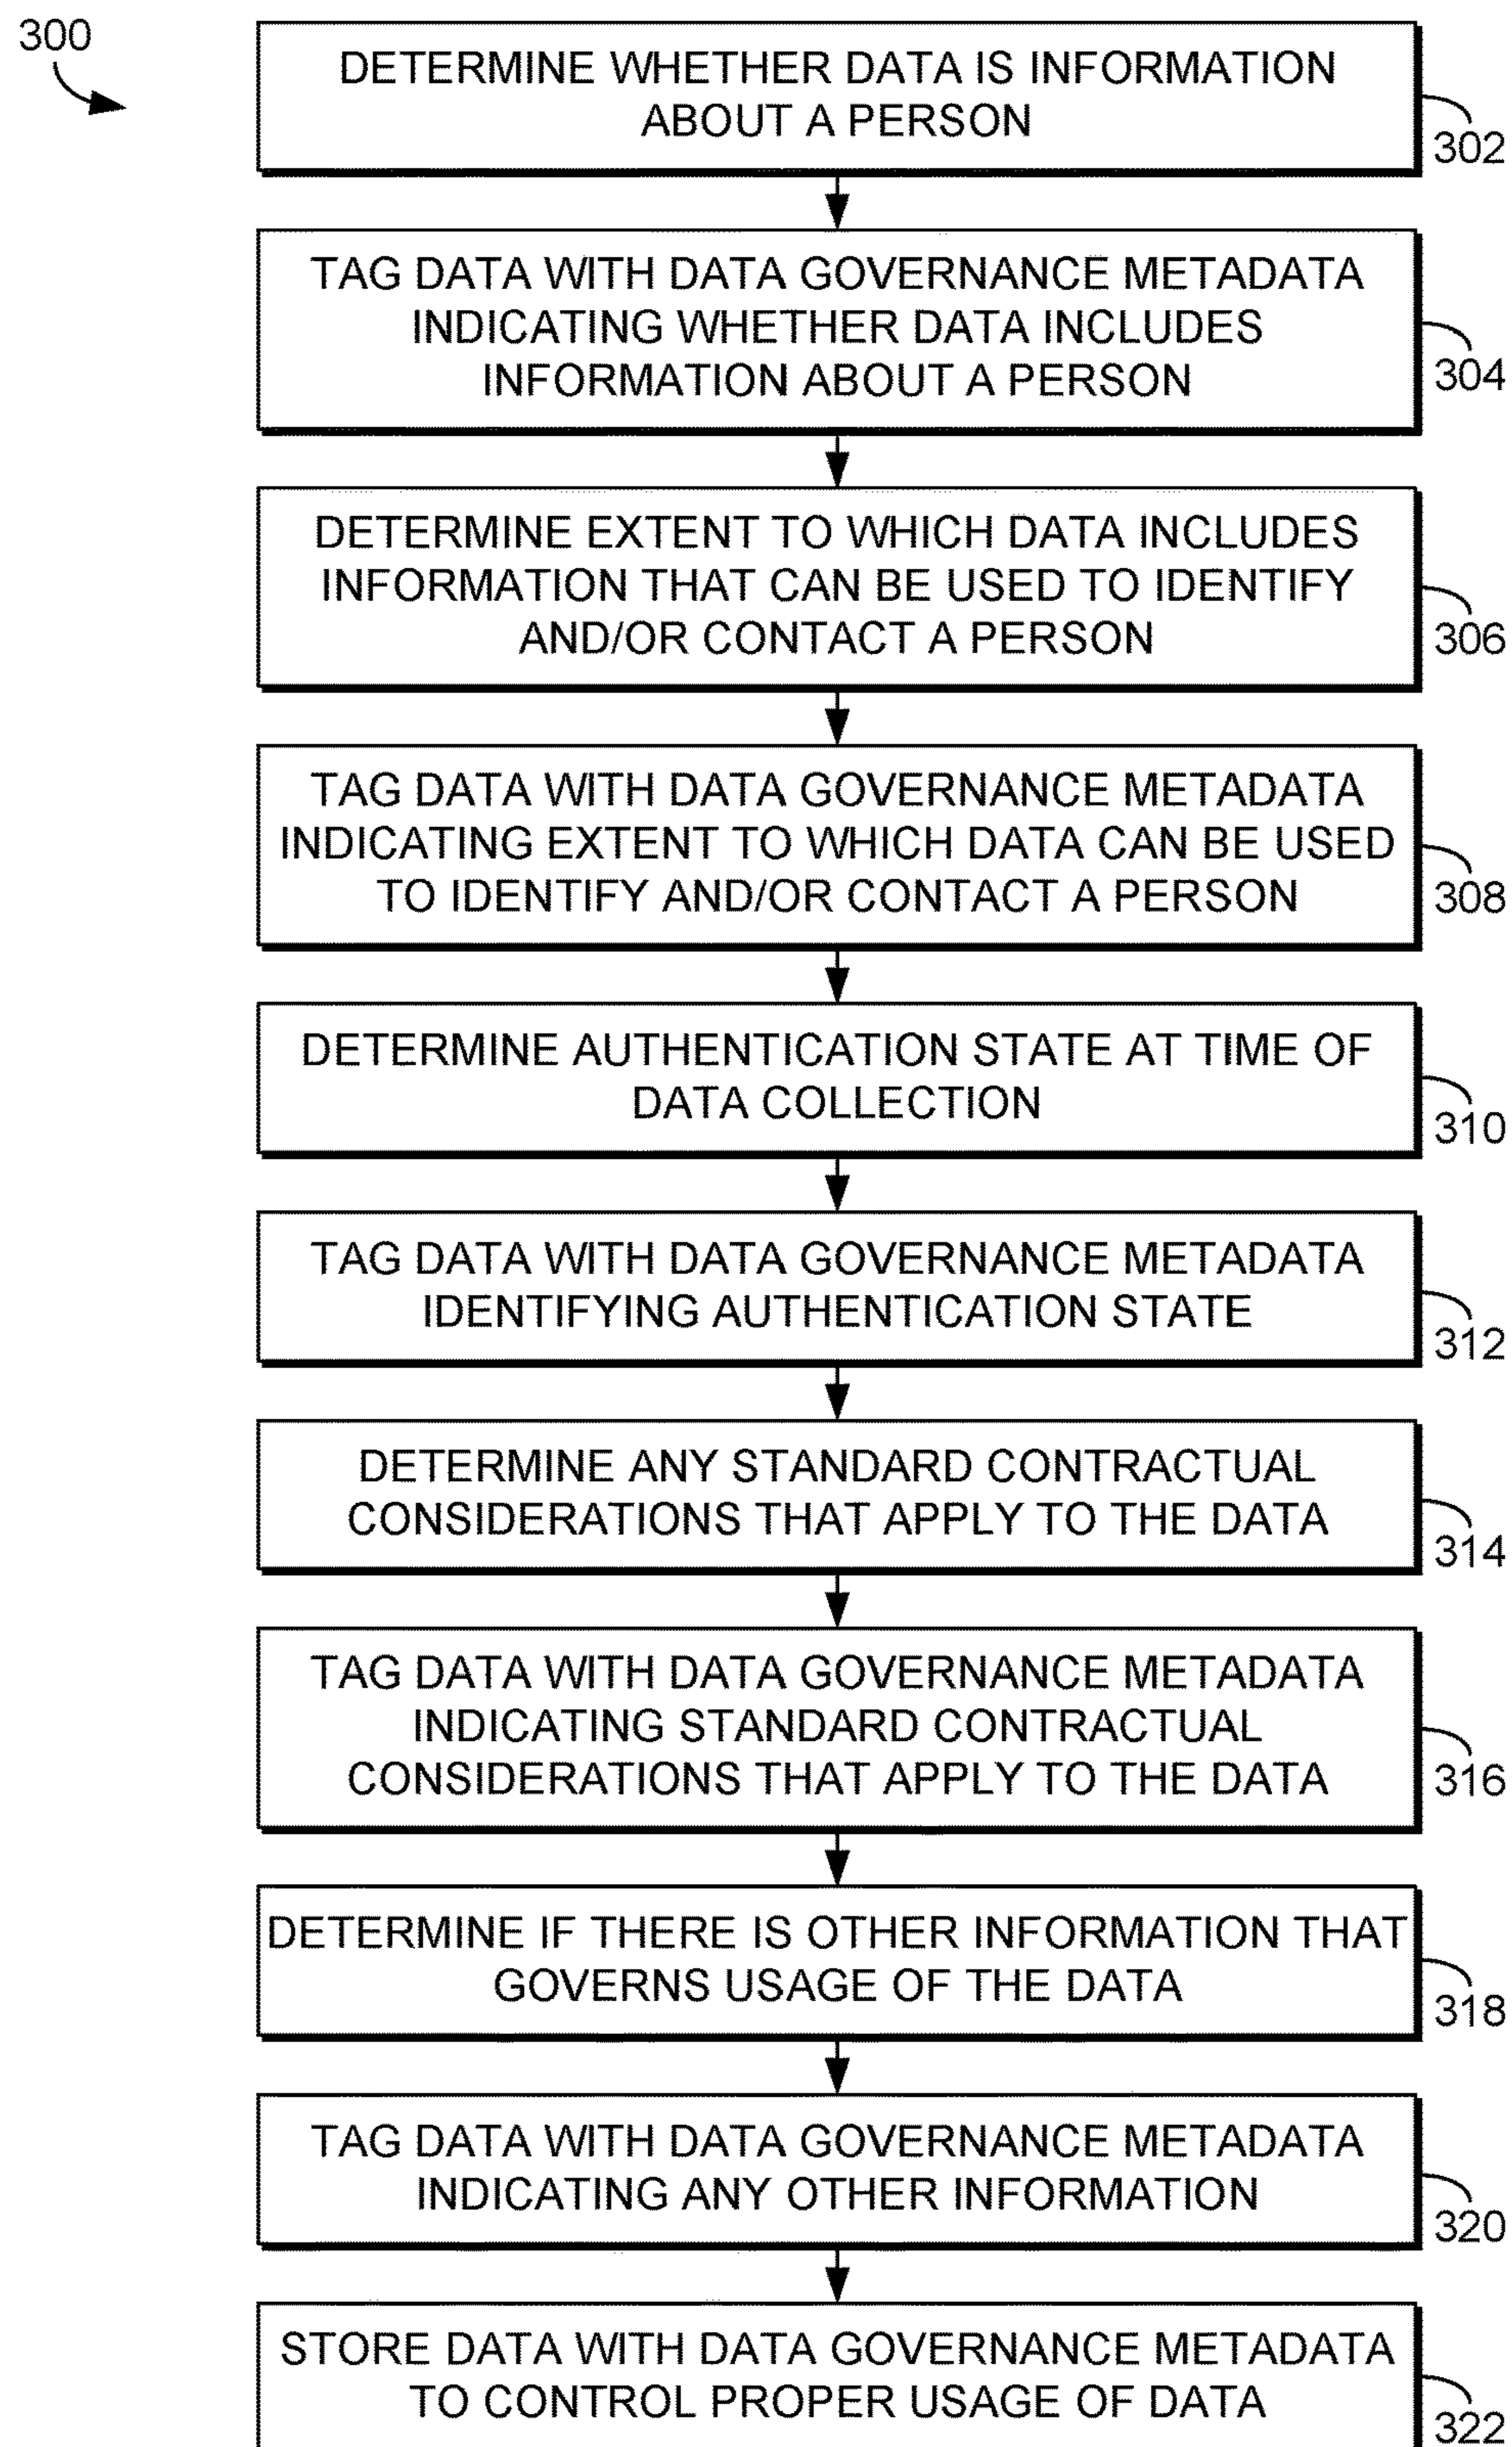 300
DETERMINE WHETHER DATA IS INFORMATION
ABOUT A PERSON
302
TAG DATA WITH DATA GOVERNANCE METADATA
INDICATING WHETHER DATA INCLUDES
INFORMATION ABOUT A PERSON
304
DETERMINE EXTENT TO WHICH DATA INCLUDES
INFORMATION THAT CAN BE USED TO IDENTIFY
AND/OR CONTACT A PERSON
306
TAG DATA WITH DATA GOVERNANCE METADATA
INDICATING EXTENT TO WHICH DATA CAN BE USED
TO IDENTIFY AND/OR CONTACT A PERSON
308
DETERMINE AUTHENTICATION STATE AT TIME OF
DATA COLLECTION
310
TAG DATA WITH DATA GOVERNANCE METADATA
IDENTIFYING AUTHENTICATION STATE
312
DETERMINE ANY STANDARD CONTRACTUAL
CONSIDERATIONS THAT APPLY TO THE DATA
314
TAG DATA WITH DATA GOVERNANCE METADATA
INDICATING STANDARD CONTRACTUAL
CONSIDERATIONS THAT APPLY TO THE DATA
316
DETERMINE IF THERE IS OTHER INFORMATION THAT
GOVERNS USAGE OF THE DATA
318
TAG DATA WITH DATA GOVERNANCE METADATA
INDICATING ANY OTHER INFORMATION
320
STORE DATA WITH DATA GOVERNANCE METADATA
TO CONTROL PROPER USAGE OF DATA
322